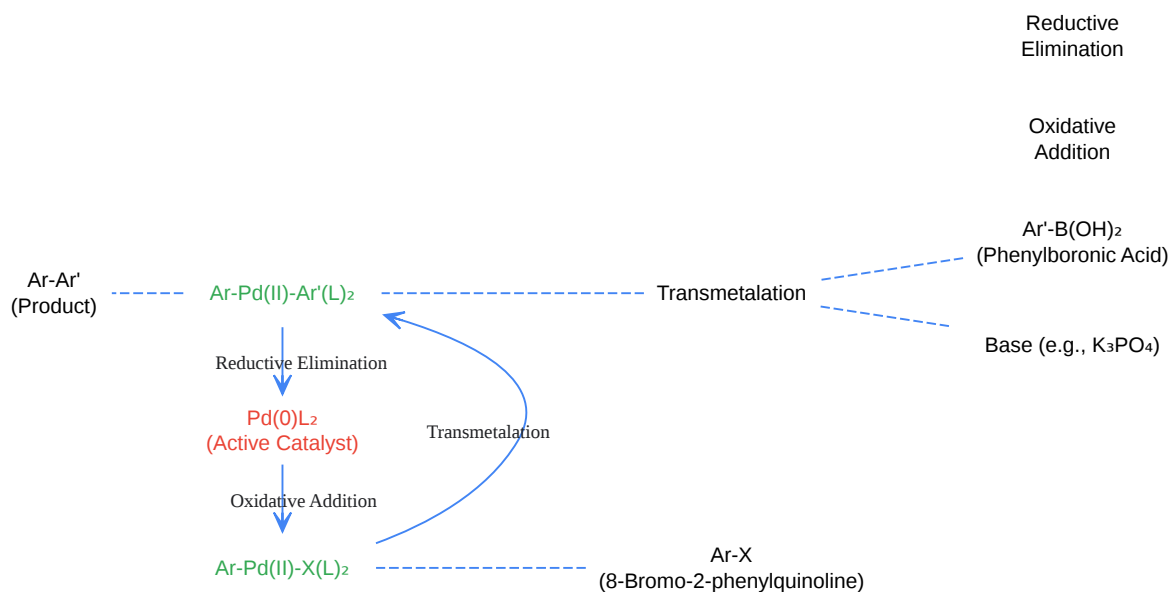 Reductive
Elimination
Oxidative
Addition
Ar'-B(OH)₂
(Phenylboronic Acid)
Ar-Ar'
(Product)
Ar-Pd(II)-Ar'(L)₂
Transmetalation
Base (e.g., K₃PO₄)
Reductive Elimination
Pd(0)L₂
(Active Catalyst)
Transmetalation
Oxidative Addition
Ar-Pd(II)-X(L)₂
Ar-X
(8-Bromo-2-phenylquinoline)